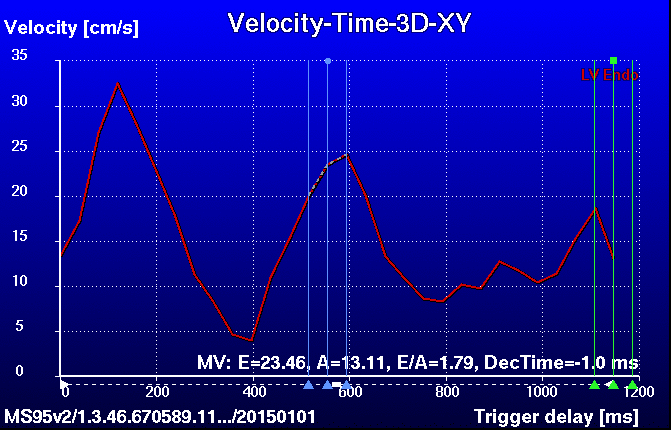 Velocity-Time-3D-XY
Velocity [cm/s]
35
30
25
20
15
10
5
0
LV Endo
MV: E=23.46, A=13.11, E/A=1.79, DecTime=-1.0 ms
0 200 400 600 800 1000 1200
MS95v2/1.3.46.670589.11.../20150101 Trigger delay [ms]